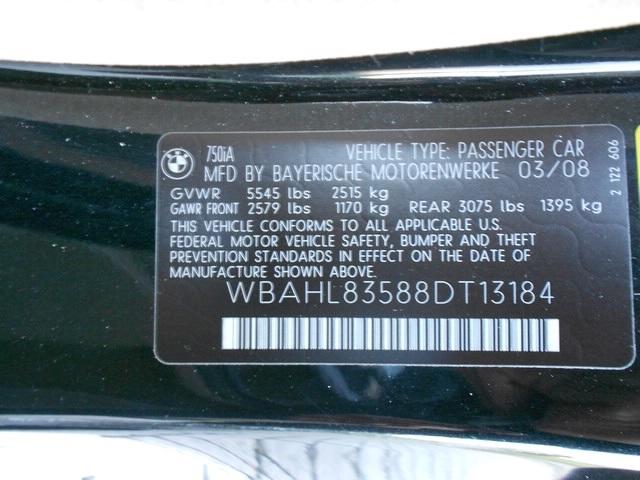 750iA VEHICLE TYPE: PASSENGER CAR
MFD BY BAYERISCHE MOTORENWERKE 03/08
GVWR 5545 lbs 2515 kg
GAWR FRONT 2579 lbs 1170 kg REAR 3075 lbs 1395 kg
THIS VEHICLE CONFORMS TO ALL APPLICABLE U.S.
FEDERAL MOTOR VEHICLE SAFETY, BUMPER AND THEFT
PREVENTION STANDARDS IN EFFECT ON THE DATE OF
MANUFACTURE SHOWN ABOVE.
WBAHL83588DT13184
2 122 606